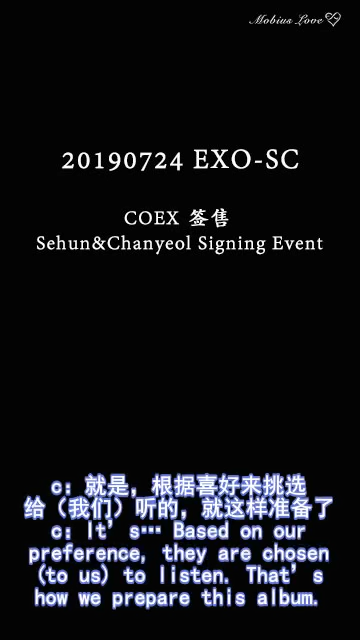 Mobius Love
20190724 EXO-SC
COEX 签售
Sehun&Chanyeol Signing Event
c: 就是，根据喜好来挑选
给（我们）听的，就这样准备了
c: It's… Based on our
preference, they are chosen
(to us) to listen. That's
how we prepare this album.